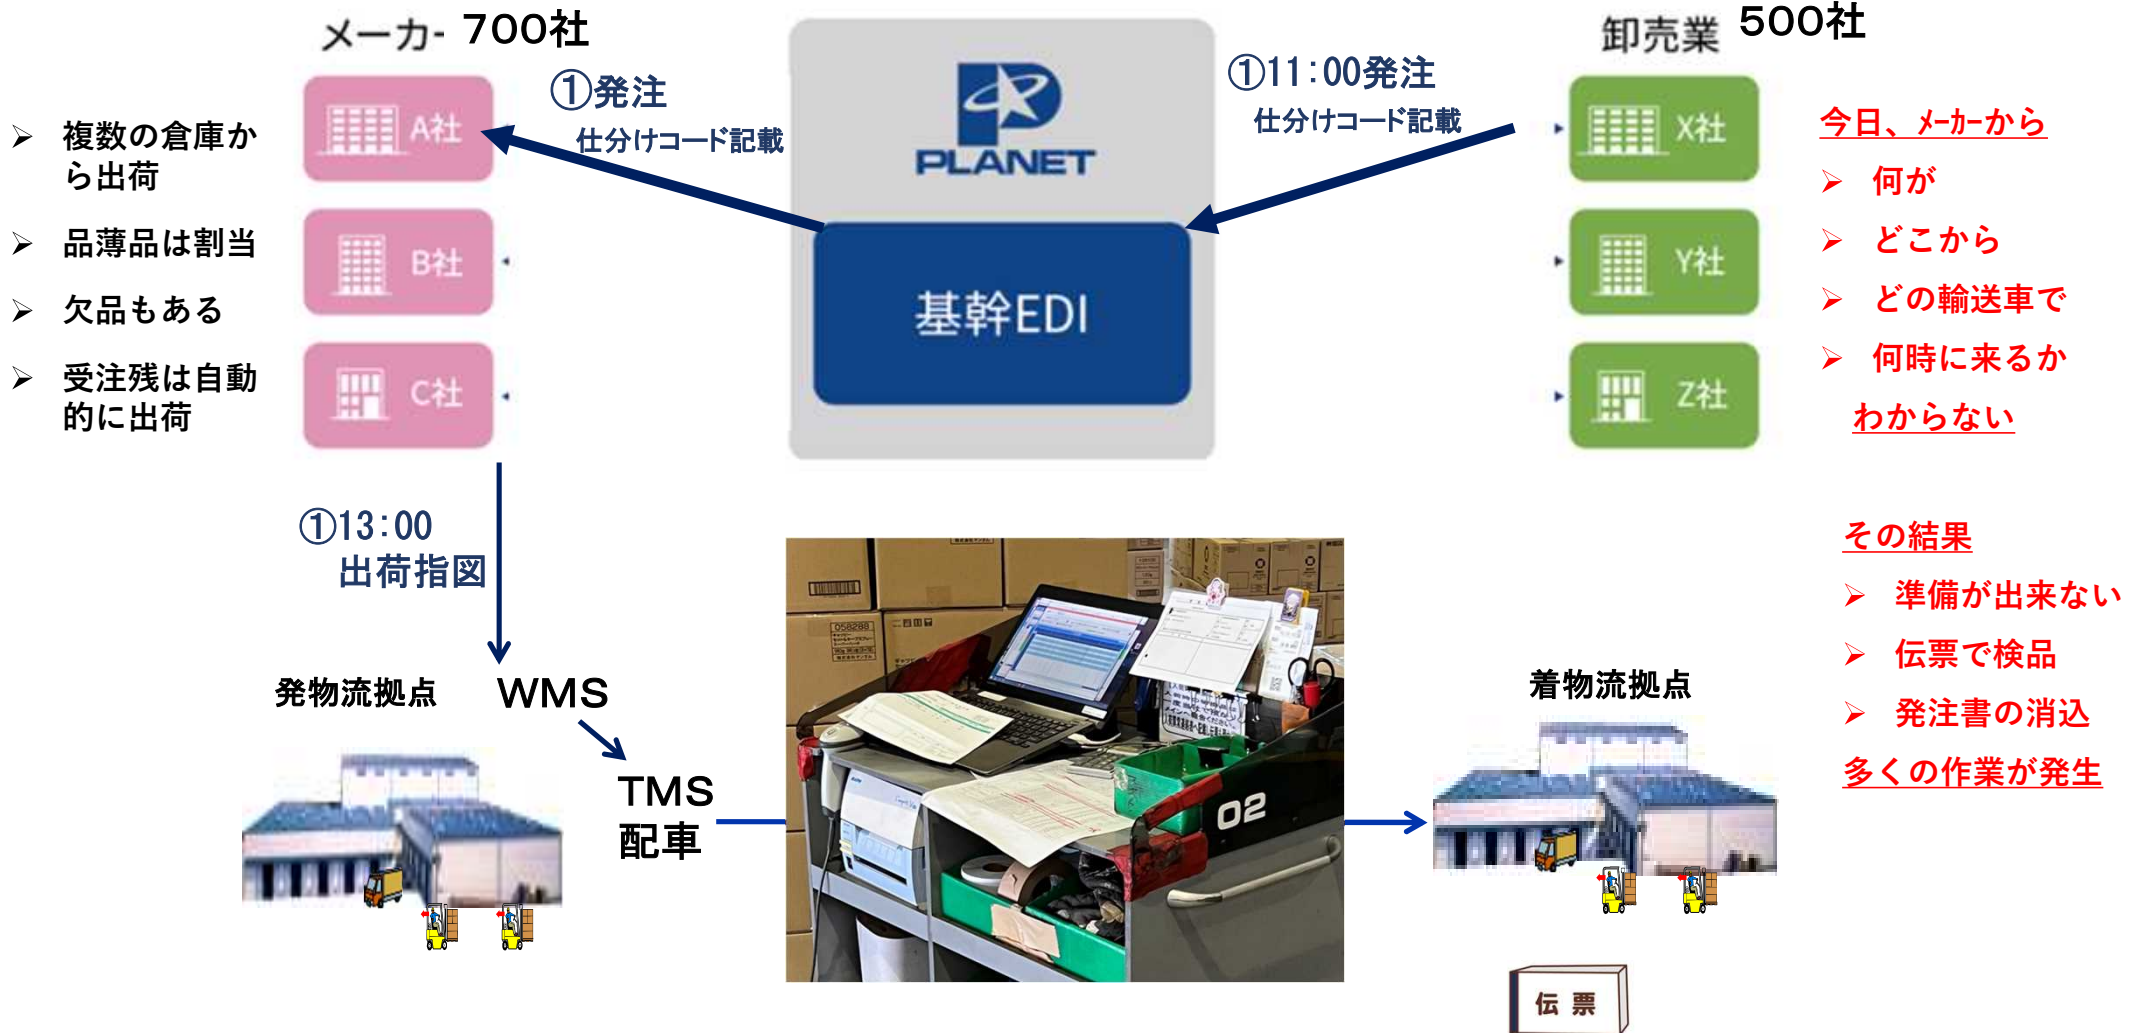 メーカー 700社
卸売業 500社
①発注
仕分けコード記載
①11:00発注
仕分けコード記載
PLANET
基幹EDI
A社
B社
C社
X社
Y社
Z社
➢ 複数の倉庫か
ら出荷
➢ 品薄品は割当
➢ 欠品もある
➢ 受注残は自動
的に出荷
今日、ﾒｰｶｰから
➢ 何が
➢ どこから
➢ どの輸送車で
➢ 何時に来るか
わからない
①13:00
出荷指図
発物流拠点
WMS
TMS
配車
058288
02
着物流拠点
その結果
➢ 準備が出来ない
➢ 伝票で検品
➢ 発注書の消込
多くの作業が発生
伝票